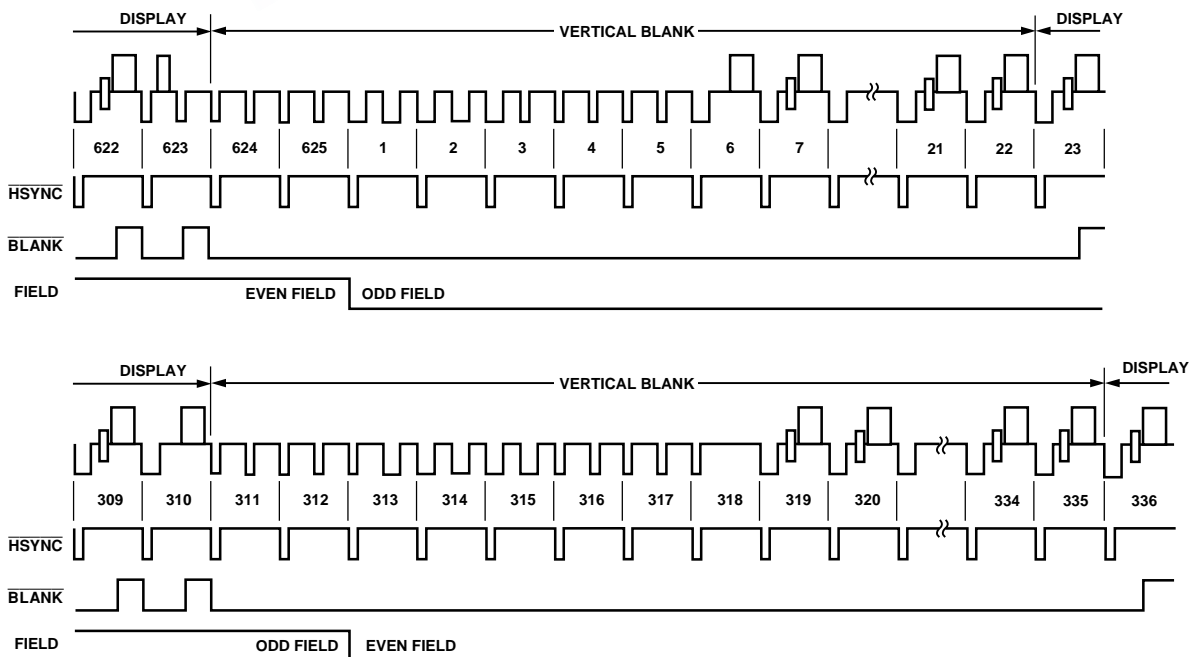 DISPLAY VERTICAL BLANK DISPLAY
622 623 624 625 1 2 3 4 5 6 7 21 22 23
HSYNC
BLANK
FIELD EVEN FIELD ODD FIELD
DISPLAY VERTICAL BLANK DISPLAY
309 310 311 312 313 314 315 316 317 318 319 320 334 335 336
HSYNC
BLANK
FIELD ODD FIELD EVEN FIELD